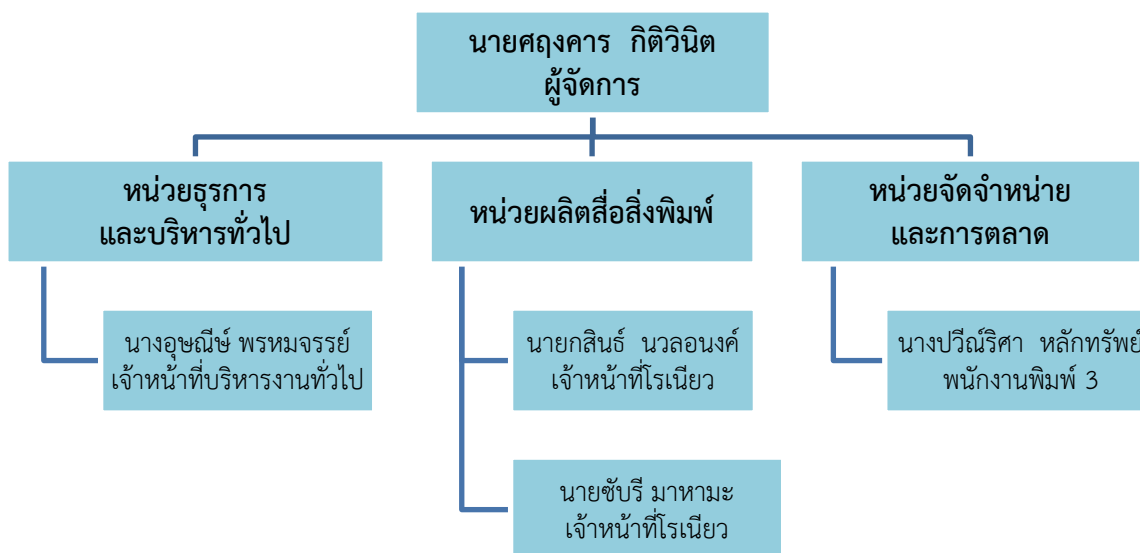 นายศฤงคาร กิติวินิต
ผู้จัดการ
หน่วยธุรการ
และบริหารทั่วไป
หน่วยผลิตสื่อสิ่งพิมพ์
หน่วยจัดจำหน่าย
และการตลาด
นางอุษณีษ์ พรหมจรรย์
เจ้าหน้าที่บริหารงานทั่วไป
นายกสินธ์ นวลอนงค์
เจ้าหน้าที่โรเนียว
นางปวีณ์ริศา หลักทรัพย์
พนักงานพิมพ์ 3
นายซับรี มาหามะ
เจ้าหน้าที่โรเนียว